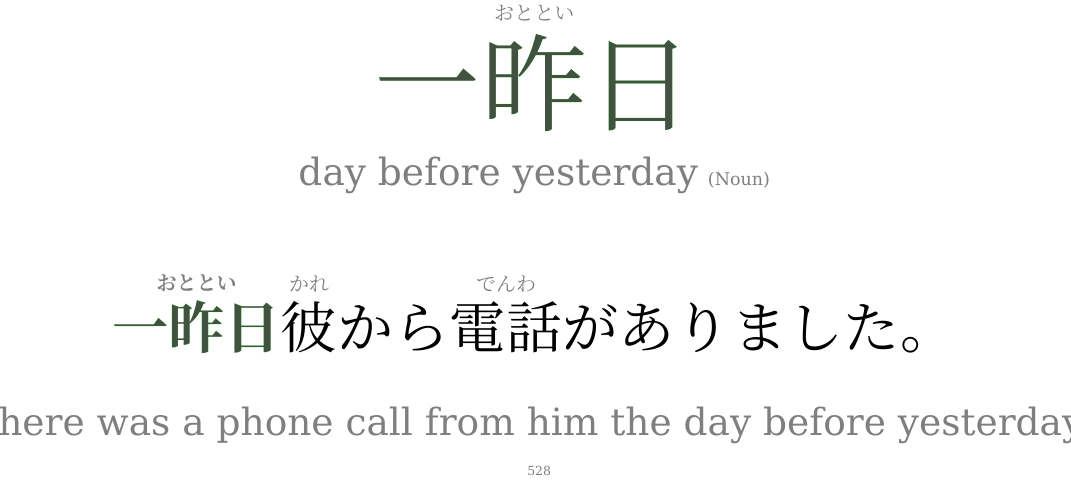 おととい
一昨日
day before yesterday (Noun)
おととい かれ でんわ
一昨日彼から電話がありました。
here was a phone call from him the day before yesterday
528